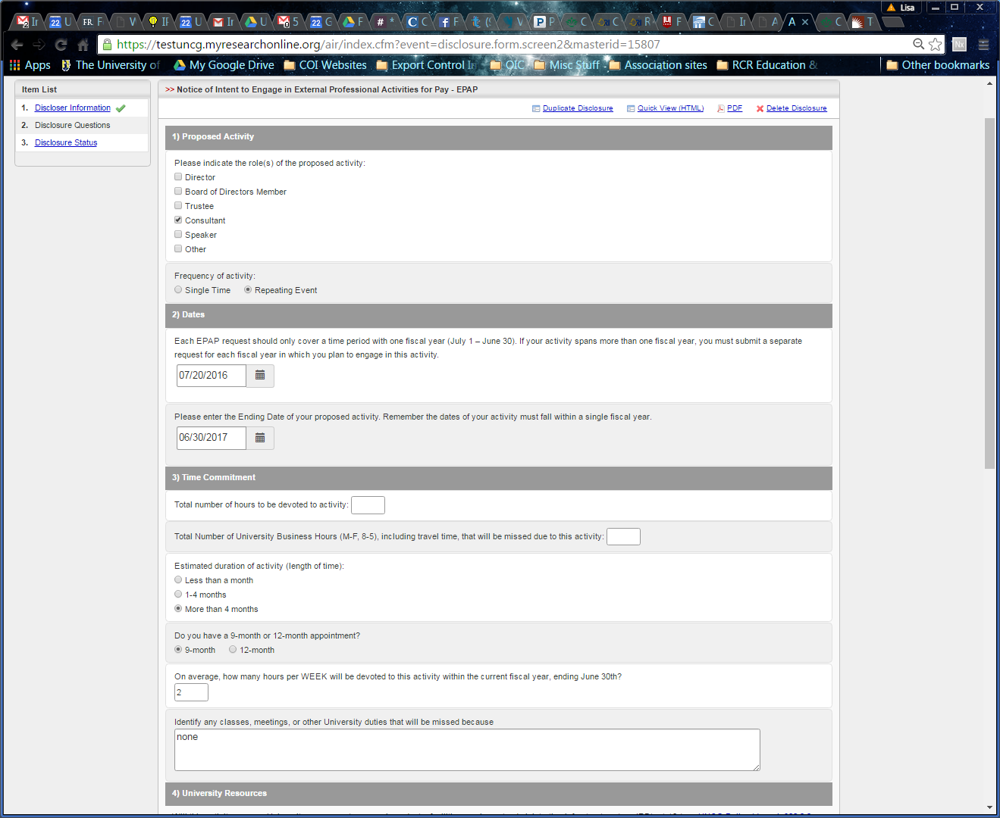 Lisa
https://testuncg.myresearchonline.org/air/index.cfm?event=disclosure.form.screen2&masterid=15807
Apps The University of My Google Drive COI Websites Export Control In OIC Misc Stuff Association sites RCR Education & Other bookmarks
Item List
1. Discloser Information
2. Disclosure Questions
3. Disclosure Status
>> Notice of Intent to Engage in External Professional Activities for Pay - EPAP
Duplicate Disclosure Quick View (HTML) PDF Delete Disclosure
1) Proposed Activity
Please indicate the role(s) of the proposed activity:
Director
Board of Directors Member
Trustee
Consultant
Speaker
Other
Frequency of activity:
Single Time Repeating Event
2) Dates
Each EPAP request should only cover a time period with one fiscal year (July 1 – June 30). If your activity spans more than one fiscal year, you must submit a separate
request for each fiscal year in which you plan to engage in this activity.
07/20/2016
Please enter the Ending Date of your proposed activity. Remember the dates of your activity must fall within a single fiscal year.
06/30/2017
3) Time Commitment
Total number of hours to be devoted to activity:
Total Number of University Business Hours (M-F, 8-5), including travel time, that will be missed due to this activity:
Estimated duration of activity (length of time):
Less than a month
1-4 months
More than 4 months
Do you have a 9-month or 12-month appointment?
9-month 12-month
On average, how many hours per WEEK will be devoted to this activity within the current fiscal year, ending June 30th?
2
Identify any classes, meetings, or other University duties that will be missed because
none
4) University Resources